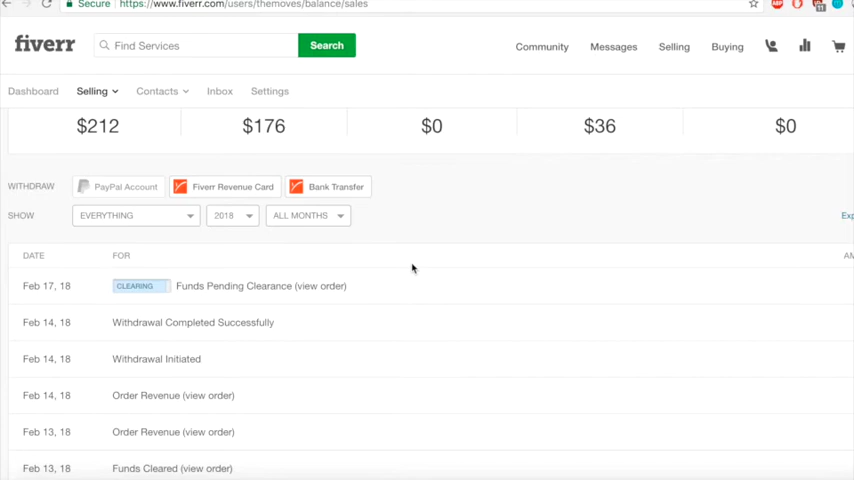 Secure https://www.fiverr.com/users/themoves/balance/sales
ABP
11
fiverr Find Services Search Community Messages Selling Buying
Dashboard Selling Contacts Inbox Settings
$212 $176 $0 $36 $0
WITHDRAW PayPal Account Fiverr Revenue Card Bank Transfer
SHOW EVERYTHING 2018 ALL MONTHS Exp
DATE FOR AM
Feb 17, 18 CLEARING Funds Pending Clearance (view order)
Feb 14, 18 Withdrawal Completed Successfully
Feb 14, 18 Withdrawal Initiated
Feb 14, 18 Order Revenue (view order)
Feb 13, 18 Order Revenue (view order)
Feb 13, 18 Funds Cleared (view order)